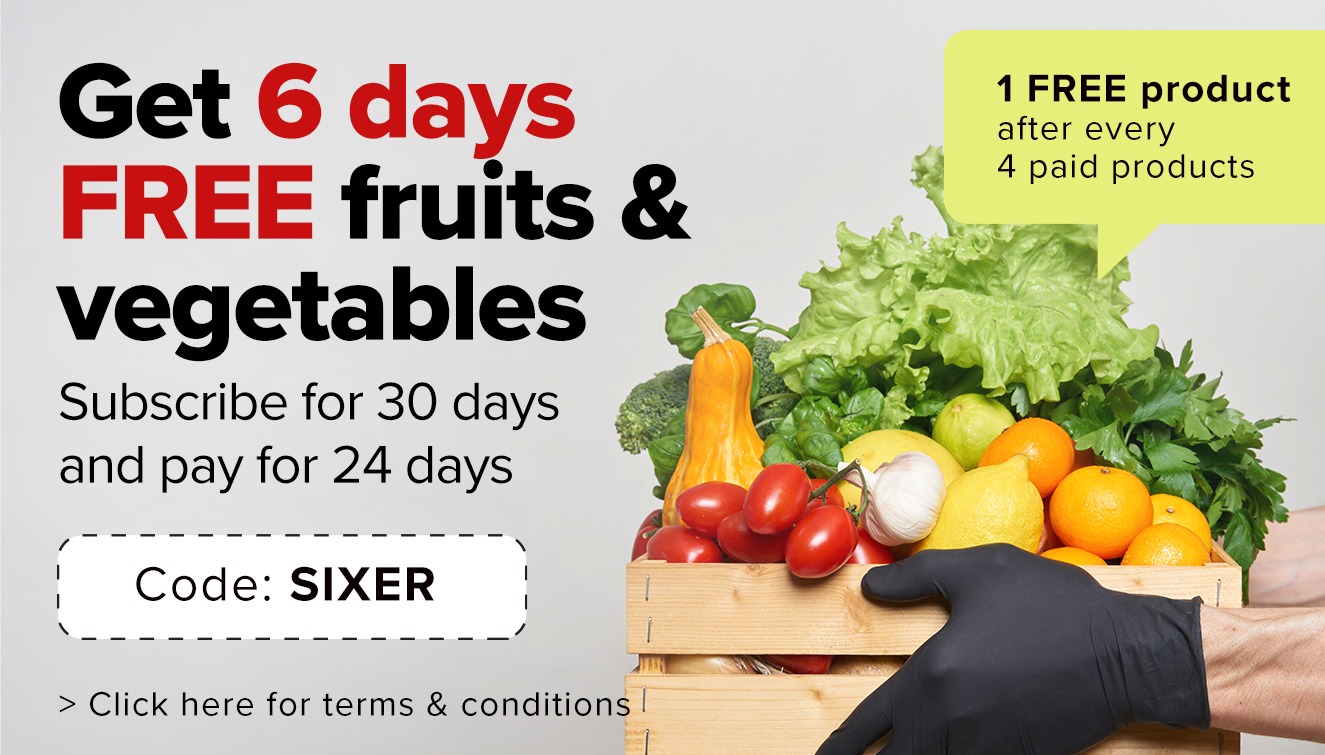 Get 6 days
FREE fruits &
vegetables
Subscribe for 30 days
and pay for 24 days
Code: SIXER
> Click here for terms & conditions
1 FREE product
after every
4 paid products